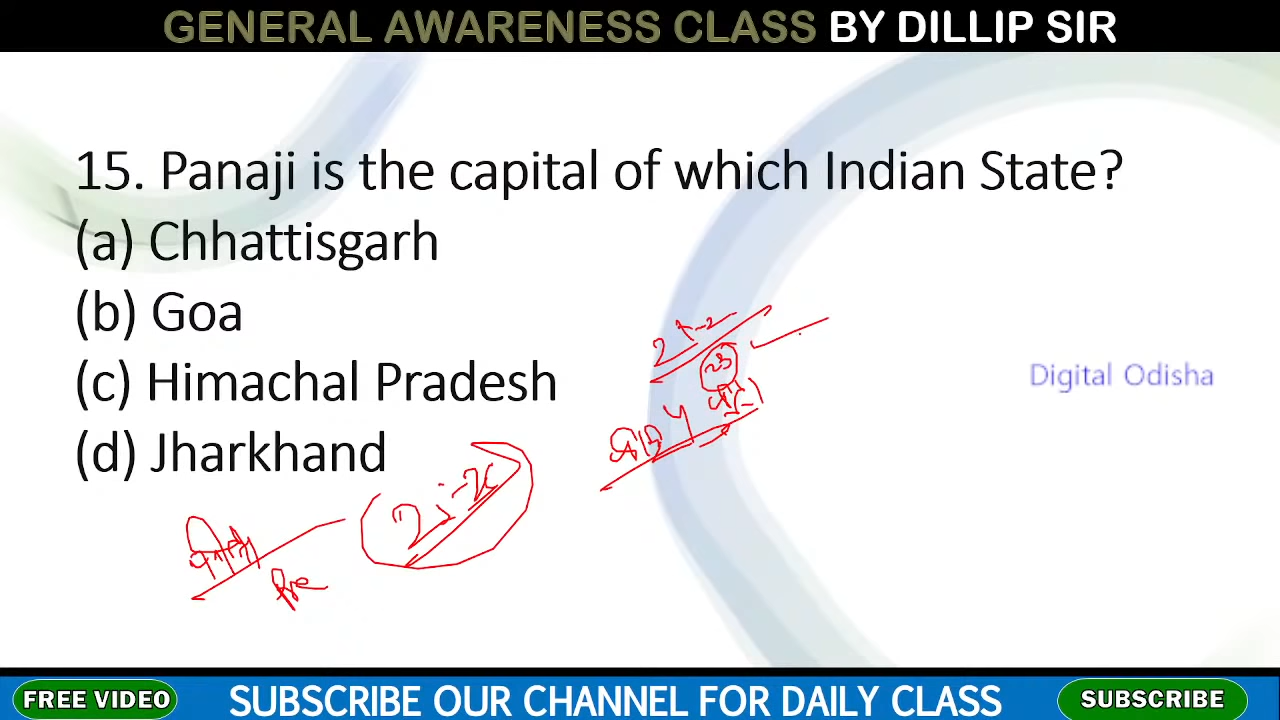 GENERAL AWARENESS CLASS BY DILLIP SIR
15. Panaji is the capital of which Indian State?
(a) Chhattisgarh
(b) Goa
(c) Himachal Pradesh
(d) Jharkhand
Digital Odisha
Pre
FREE VIDEO
SUBSCRIBE OUR CHANNEL FOR DAILY CLASS
SUBSCRIBE